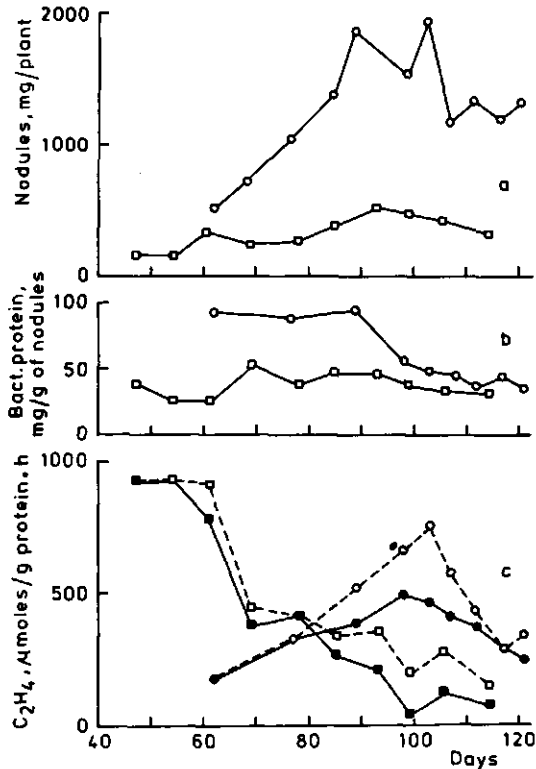 2000
Nodules, mg/plant
1000
a
0
100
Bact. protein,
mg/g of nodules
50
b
0
1000
C₂H₄, μmoles/g protein.h
500
c
0
40 60 80 100 120
Days